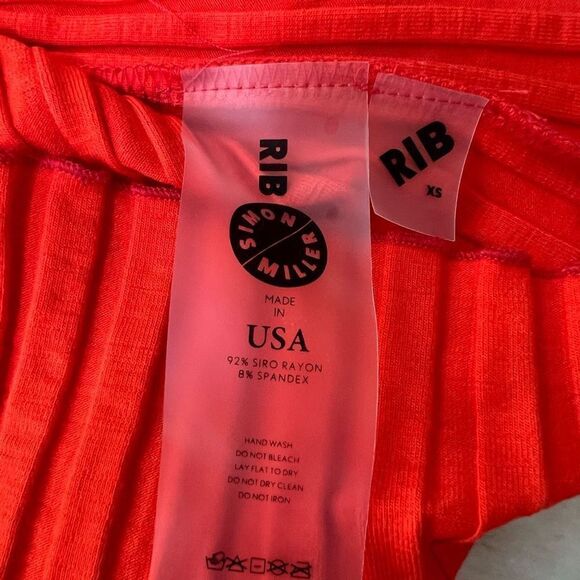 RIB
SIMON
MILLER
MADE
IN
USA
92% SIRO RAYON
8% SPANDEX
HAND WASH
DO NOT BLEACH
LAY FLAT TO DRY
DO NOT DRY CLEAN
DO NOT IRON
RIB
XS